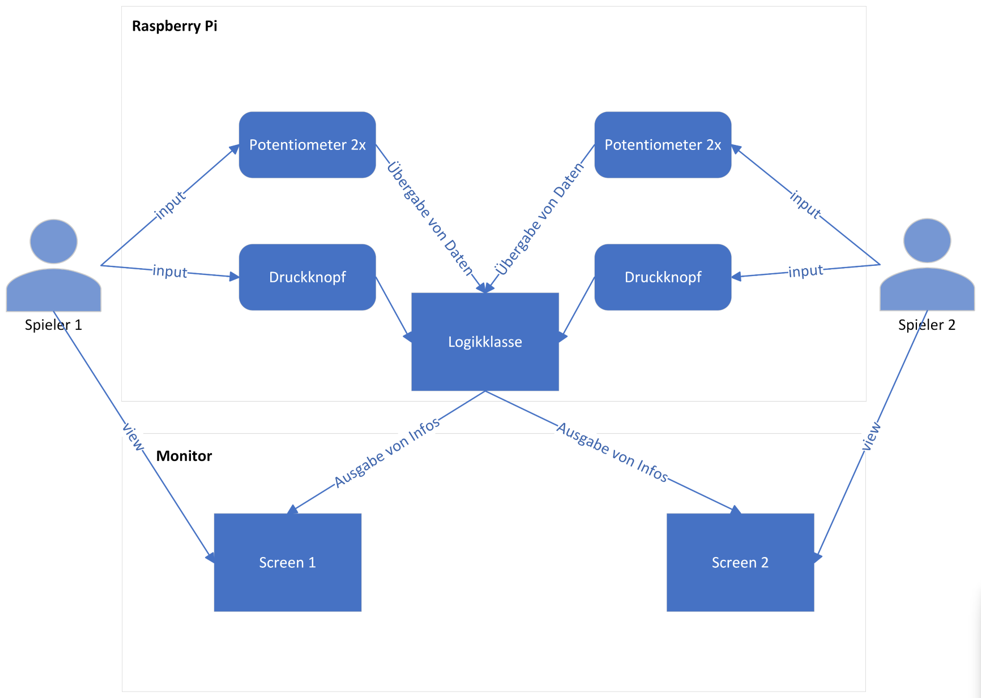 Raspberry Pi
Potentiometer 2x
Potentiometer 2x
input
Übergabe von Daten
Übergabe von Daten
input
input
Druckknopf
Druckknopf
input
Spieler 1
Logikklasse
Spieler 2
view
Ausgabe von Infos
Ausgabe von Infos
view
Monitor
Screen 1
Screen 2